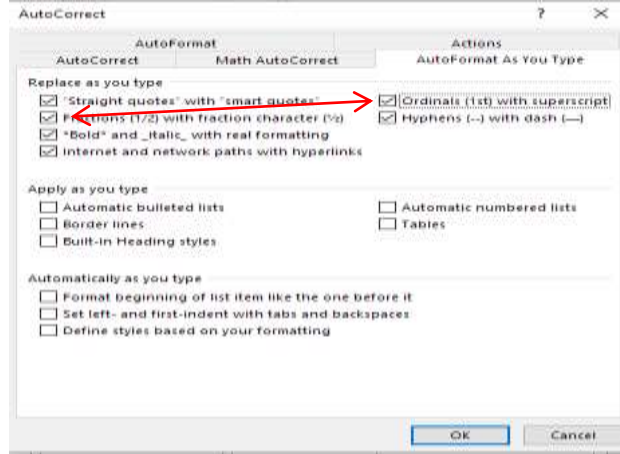 AutoCorrect ? ×
AutoFormat Actions
AutoCorrect Math AutoCorrect AutoFormat As You Type
Replace as you type
"Straight quotes" with "smart quotes" Ordinals (1st) with superscript
Fractions (1/2) with fraction character (½) Hyphens (--) with dash (—)
*Bold* and _italic_ with real formatting
Internet and network paths with hyperlinks
Apply as you type
Automatic bulleted lists Automatic numbered lists
Border lines Tables
Built-in Heading styles
Automatically as you type
Format beginning of list item like the one before it
Set left- and first-indent with tabs and backspaces
Define styles based on your formatting
OK Cancel